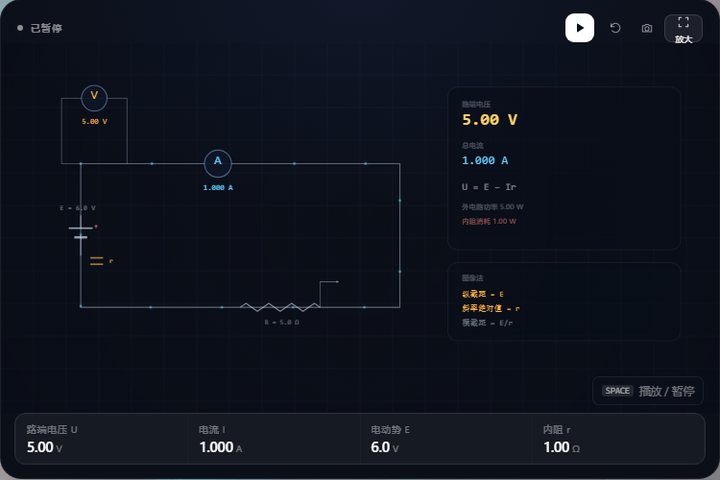 已暂停
放大
V
5.00 V
A
1.000 A
E = 6.0 V
+
r
R = 5.0 Ω
路端电压
5.00 V
总电流
1.000 A
U = E − Ir
外电路功率 5.00 W
内阻消耗 1.00 W
图像法
纵截距 = E
斜率绝对值 = r
横截距 = E/r
SPACE 播放 / 暂停
路端电压 U
5.00 V
电流 I
1.000 A
电动势 E
6.0 V
内阻 r
1.00 Ω